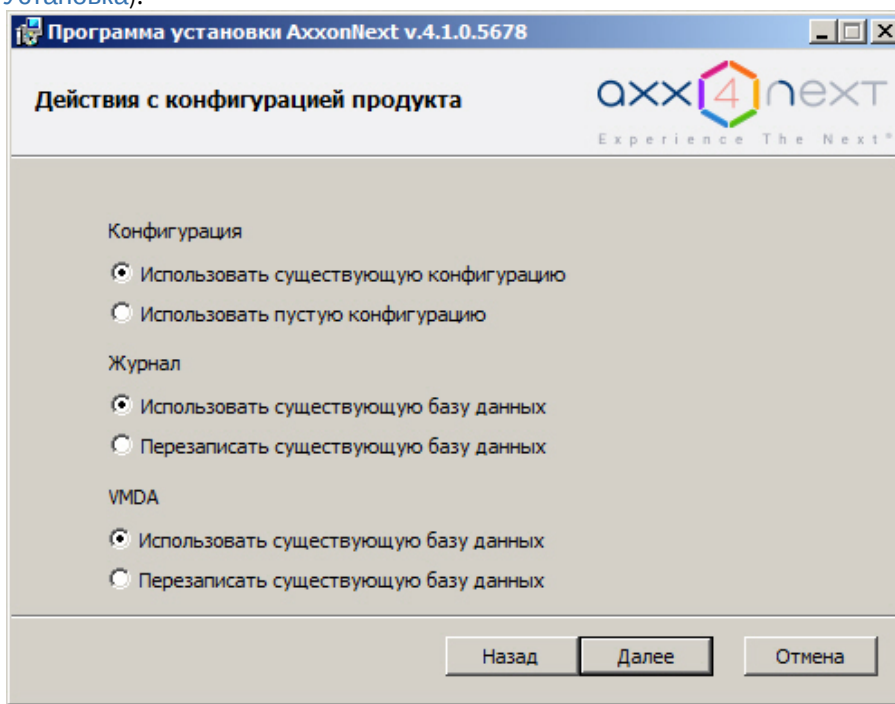 Установка).
Программа установки AxxonNext v.4.1.0.5678
Действия с конфигурацией продукта
axx4next
Experience The Next®
Конфигурация
Использовать существующую конфигурацию
Использовать пустую конфигурацию
Журнал
Использовать существующую базу данных
Перезаписать существующую базу данных
VMDA
Использовать существующую базу данных
Перезаписать существующую базу данных
Назад Далее Отмена